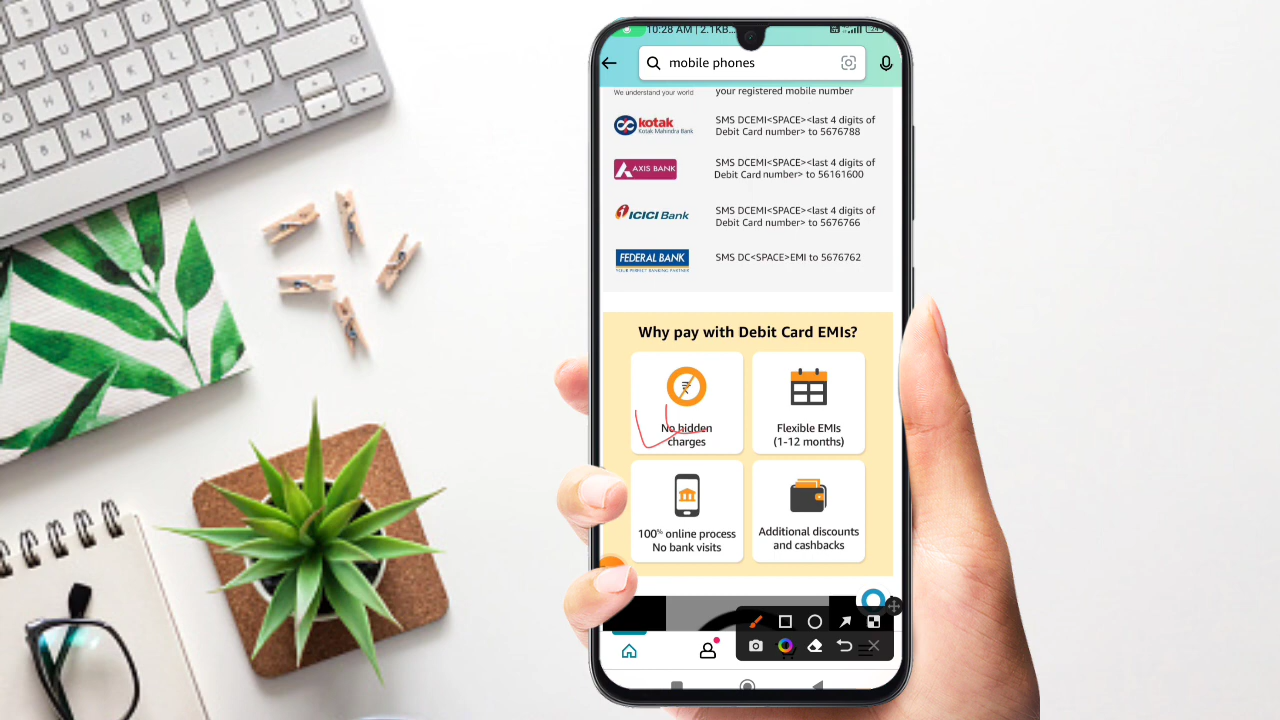 10:28 AM | 2.1KB...
mobile phones
We understand your world
your registered mobile number
kotak
Kotak Mahindra Bank
SMS DCEMI<SPACE><last 4 digits of
Debit Card number> to 5676788
AXIS BANK
SMS DCEMI<SPACE><last 4 digits of
Debit Card number> to 56161600
ICICI Bank
SMS DCEMI<SPACE><last 4 digits of
Debit Card number> to 5676766
FEDERAL BANK
YOUR PERFECT BANKING PARTNER
SMS DC<SPACE>EMI to 5676762
Why pay with Debit Card EMIs?
No hidden
charges
Flexible EMIs
(1-12 months)
100% online process
No bank visits
Additional discounts
and cashbacks